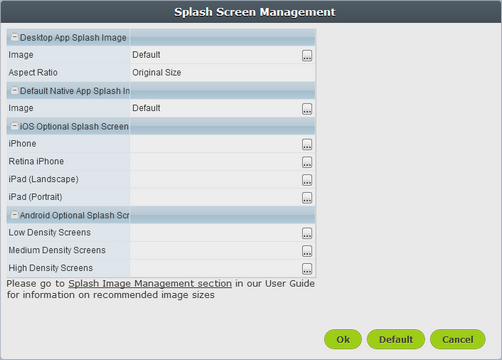 Splash Screen Management
Desktop App Splash Image
Image Default ...
Aspect Ratio Original Size
Default Native App Splash In
Image Default ...
iOS Optional Splash Screen
iPhone ...
Retina iPhone ...
iPad (Landscape) ...
iPad (Portrait) ...
Android Optional Splash Scr
Low Density Screens ...
Medium Density Screens ...
High Density Screens ...
Please go to Splash Image Management section in our User Guide
for information on recommended image sizes
Ok Default Cancel